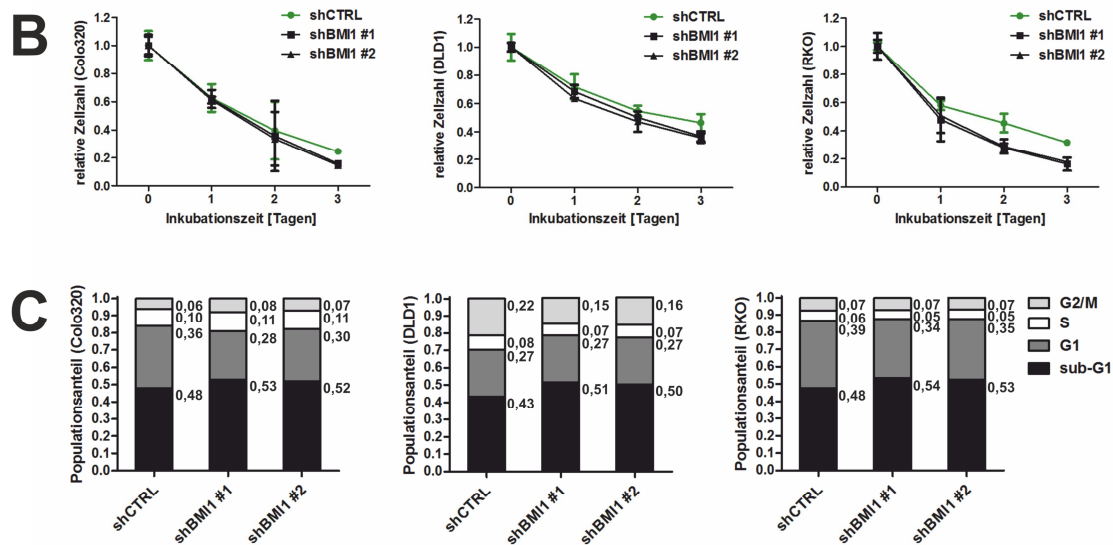 B
relative Zellzahl (Colo320)
1.2
1.0
0.8
0.6
0.4
0.2
0.0
shCTRL
shBMI1 #1
shBMI1 #2
0 1 2 3
Inkubationszeit [Tagen]
relative Zellzahl (DLD1)
1.2
1.0
0.8
0.6
0.4
0.2
0.0
shCTRL
shBMI1 #1
shBMI1 #2
0 1 2 3
Inkubationszeit [Tagen]
relative Zellzahl (RKO)
1.2
1.0
0.8
0.6
0.4
0.2
0.0
shCTRL
shBMI1 #1
shBMI1 #2
0 1 2 3
Inkubationszeit [Tagen]
C
Populationsanteil (Colo320)
1.0
0.9
0.8
0.7
0.6
0.5
0.4
0.3
0.2
0.1
0.0
0,06 0,08 0,07
0,10 0,11 0,11
0,36 0,28 0,30
0,48 0,53 0,52
shCTRL
shBMI1 #1
shBMI1 #2
Populationsanteil (DLD1)
1.0
0.9
0.8
0.7
0.6
0.5
0.4
0.3
0.2
0.1
0.0
0,22 0,15 0,16
0,08 0,07 0,07
0,27 0,27 0,27
0,43 0,51 0,50
shCTRL
shBMI1 #1
shBMI1 #2
Populationsanteil (RKO)
1.0
0.9
0.8
0.7
0.6
0.5
0.4
0.3
0.2
0.1
0.0
0,07 0,07 0,07
0,06 0,05 0,05
0,39 0,34 0,35
0,48 0,54 0,53
shCTRL
shBMI1 #1
shBMI1 #2
G2/M
S
G1
sub-G1